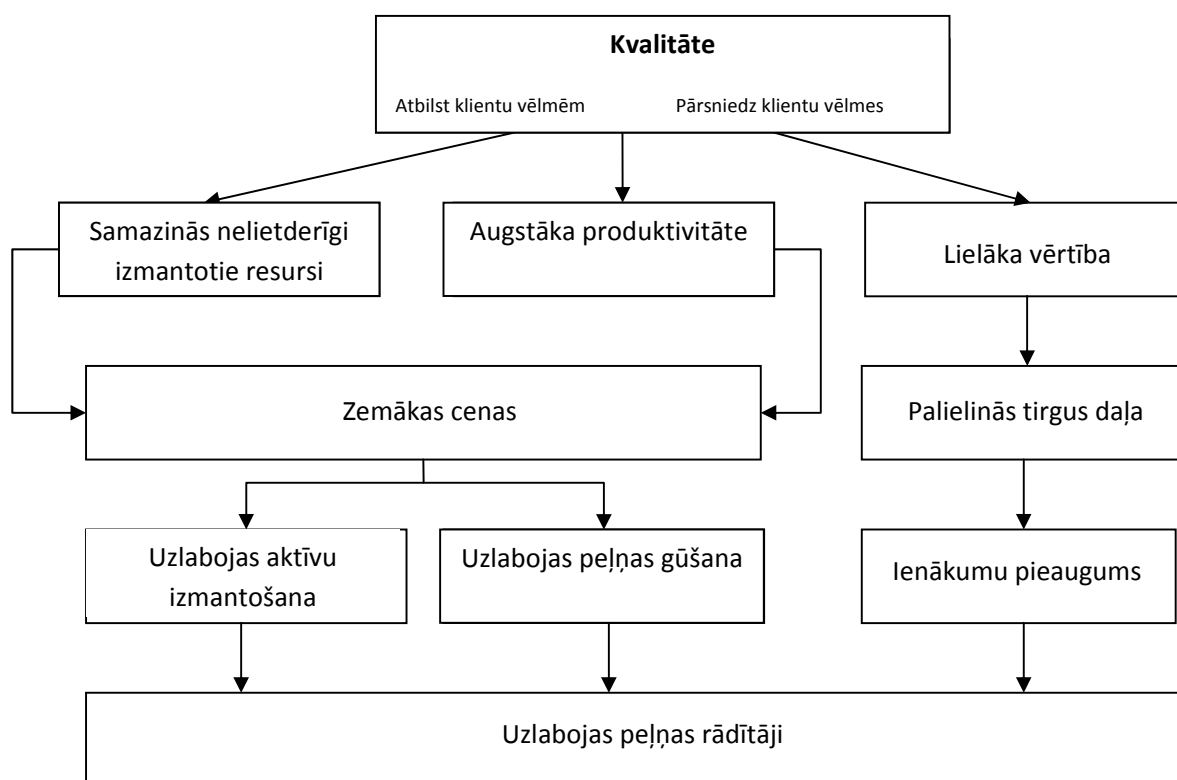 Kvalitāte
Atbilst klientu vēlmēm
Pārsniedz klientu vēlmes
Samazinās nelietderīgi
izmantotie resursi
Augstāka produktivitāte
Lielāka vērtība
Zemākas cenas
Palielinās tirgus daļa
Uzlabojas aktīvu
izmantošana
Uzlabojas peļņas gūšana
Ienākumu pieaugums
Uzlabojas peļņas rādītāji